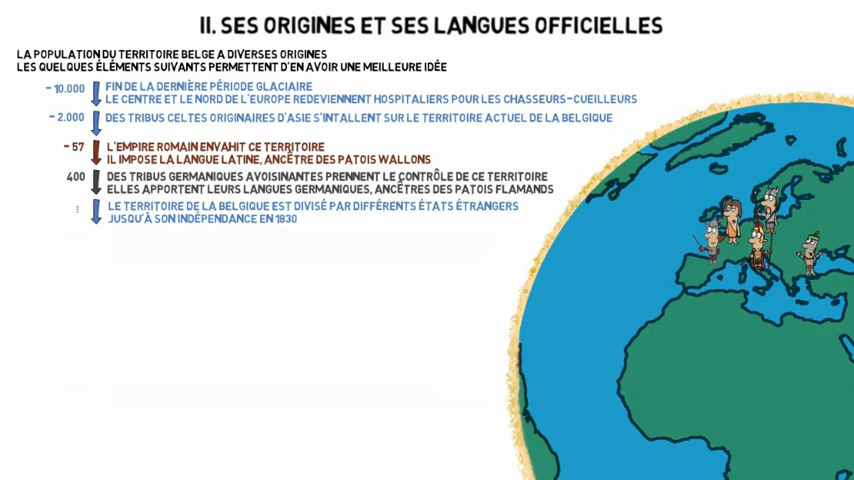 II. SES ORIGINES ET SES LANGUES OFFICIELLES
LA POPULATION DU TERRITOIRE BELGE A DIVERSES ORIGINES
LES QUELQUES ÉLÉMENTS SUIVANTS PERMETTENT D'EN AVOIR UNE MEILLEURE IDÉE
- 10.000 FIN DE LA DERNIÈRE PÉRIODE GLACIAIRE
LE CENTRE ET LE NORD DE L'EUROPE REDEVIENNENT HOSPITALIERS POUR LES CHASSEURS-CUEILLEURS
- 2.000 DES TRIBUS CELTES ORIGINAIRES D'ASIE S'INTALLENT SUR LE TERRITOIRE ACTUEL DE LA BELGIQUE
- 57 L'EMPIRE ROMAIN ENVAHIT CE TERRITOIRE
IL IMPOSE LA LANGUE LATINE, ANCÊTRE DES PATOIS WALLONS
400 DES TRIBUS GERMANIQUES AVOISINANTES PRENNENT LE CONTRÔLE DE CE TERRITOIRE
ELLES APPORTENT LEURS LANGUES GERMANIQUES, ANCÊTRES DES PATOIS FLAMANDS
⋮ LE TERRITOIRE DE LA BELGIQUE EST DIVISÉ PAR DIFFÉRENTS ÉTATS ÉTRANGERS
JUSQU'À SON INDÉPENDANCE EN 1830